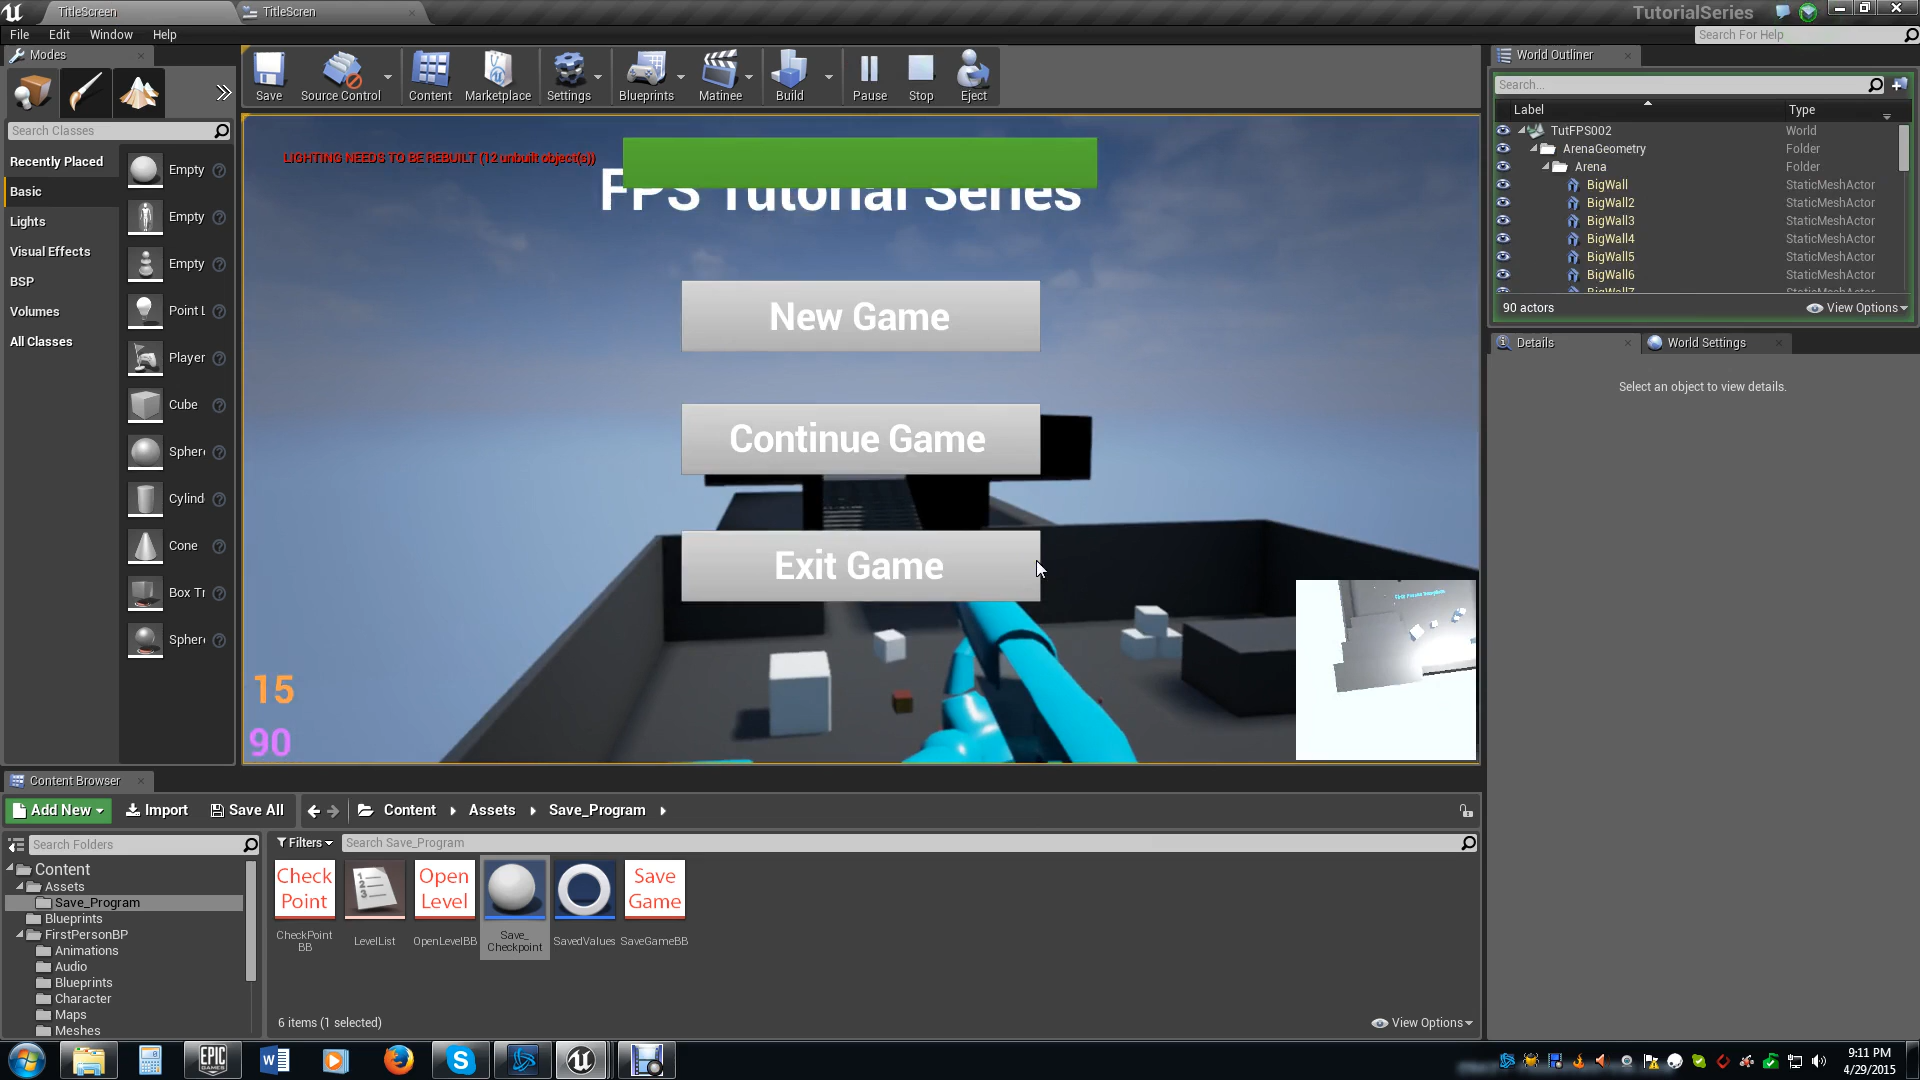 TitleScreen
TitleScren
TutorialSeries
File Edit Window Help
Search For Help
Modes
Save
Source Control
Content
Marketplace
Settings
Blueprints
Matinee
Build
Pause
Stop
Eject
World Outliner
Search...
Label Type
TutFPS002 World
ArenaGeometry Folder
Arena Folder
BigWall StaticMeshActor
BigWall2 StaticMeshActor
BigWall3 StaticMeshActor
BigWall4 StaticMeshActor
BigWall5 StaticMeshActor
BigWall6 StaticMeshActor
BigWall7
90 actors
View Options
Details
World Settings
Select an object to view details.
Search Classes
Recently Placed
Basic
Lights
Visual Effects
BSP
Volumes
All Classes
Empty
Empty
Empty
Point L
Player
Cube
Spher
Cylind
Cone
Box Tr
Spher
LIGHTING NEEDS TO BE REBUILT (12 unbuilt object(s))
FPS Tutorial Series
New Game
Continue Game
Exit Game
15
90
Content Browser
Add New
Import
Save All
Content Assets Save_Program
Search Folders
Filters
Search Save_Program
Content
Assets
Save_Program
Blueprints
FirstPersonBP
Animations
Audio
Blueprints
Character
Maps
Meshes
Check
Point
Open
Level
Save
Game
CheckPoint
BB
LevelList
OpenLevelBB
Save_
Checkpoint
SavedValues
SaveGameBB
6 items (1 selected)
View Options
EPIC
GAMES
9:11 PM
4/29/2015